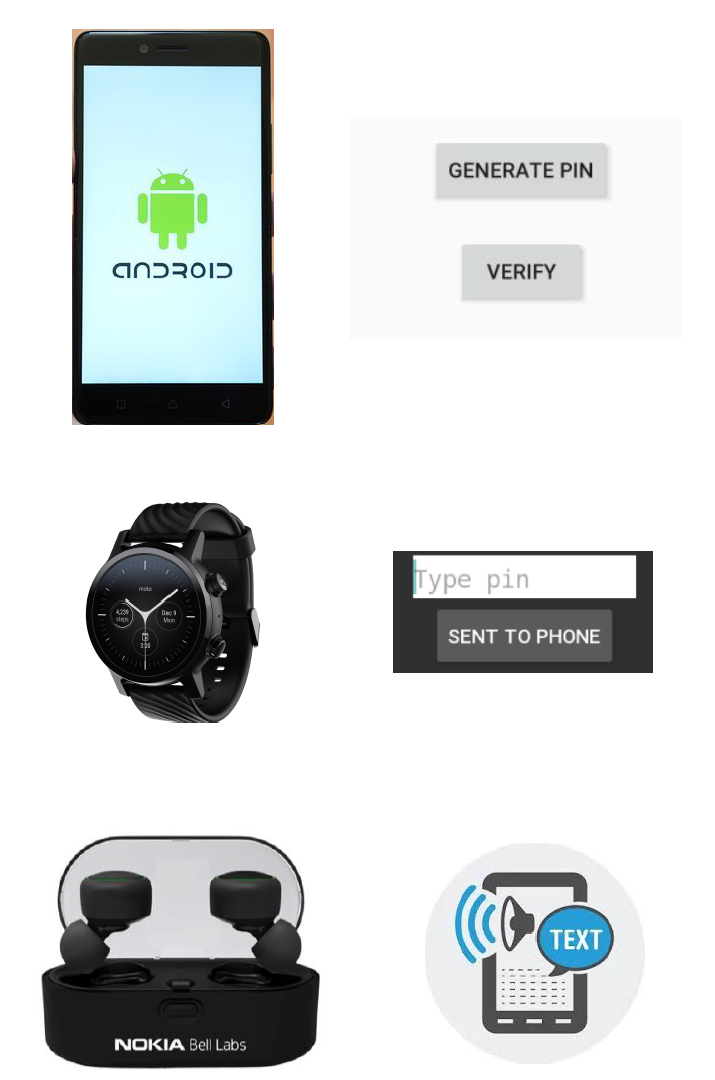 ANDROID
GENERATE PIN
VERIFY
moto
4,239
steps
Dec 9
Mon
3:30
Type pin
SENT TO PHONE
TEXT
NOKIA Bell Labs